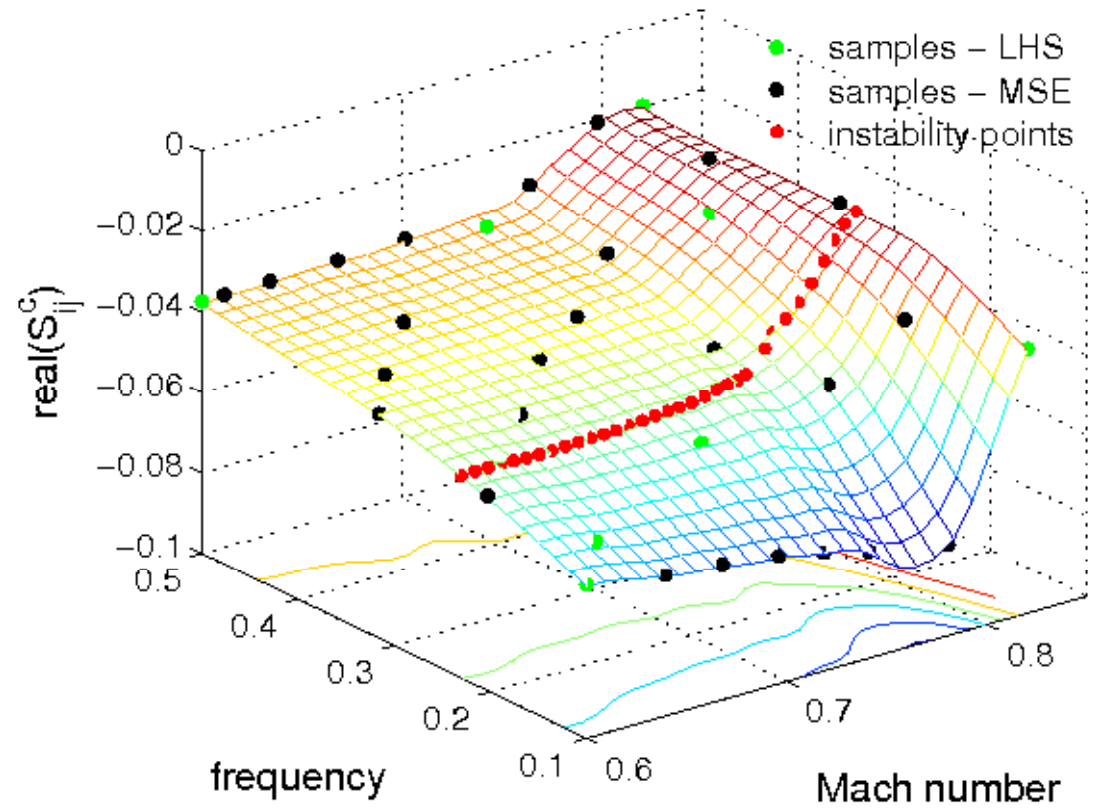 samples – LHS
samples – MSE
instability points
0
−0.02
−0.04
−0.06
−0.08
−0.1
real(S^c_ij)
0.5
0.4
0.3
0.2
0.1
frequency
0.6
0.7
0.8
Mach number